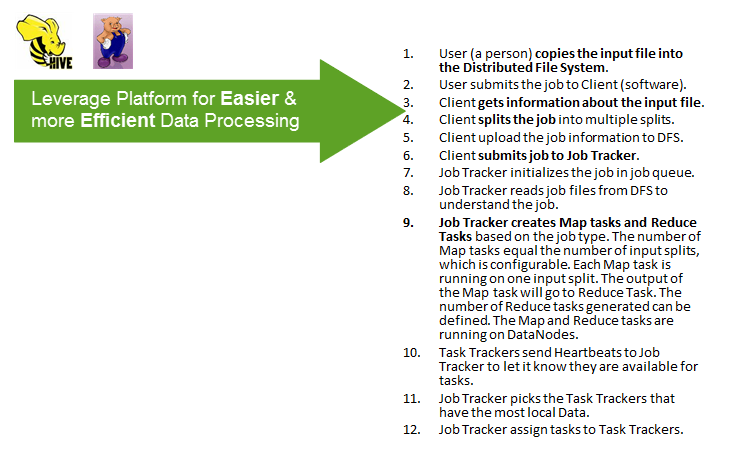 HIVE
Leverage Platform for Easier &
more Efficient Data Processing
1. User (a person) copies the input file into
the Distributed File System.
2. User submits the job to Client (software).
3. Client gets information about the input file.
4. Client splits the job into multiple splits.
5. Client upload the job information to DFS.
6. Client submits job to Job Tracker.
7. Job Tracker initializes the job in job queue.
8. Job Tracker reads job files from DFS to
understand the job.
9. Job Tracker creates Map tasks and Reduce
Tasks based on the job type. The number of
Map tasks equal the number of input splits,
which is configurable. Each Map task is
running on one input split. The output of
the Map task will go to Reduce Task. The
number of Reduce tasks generated can be
defined. The Map and Reduce tasks are
running on DataNodes.
10. Task Trackers send Heartbeats to Job
Tracker to let it know they are available for
tasks.
11. Job Tracker picks the Task Trackers that
have the most local Data.
12. Job Tracker assign tasks to Task Trackers.